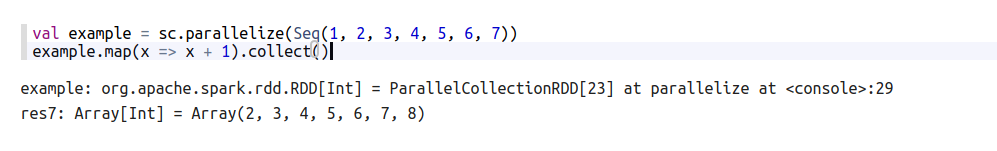 val example = sc.parallelize(Seq(1, 2, 3, 4, 5, 6, 7))
example.map(x => x + 1).collect()
example: org.apache.spark.rdd.RDD[Int] = ParallelCollectionRDD[23] at parallelize at <console>:29
res7: Array[Int] = Array(2, 3, 4, 5, 6, 7, 8)